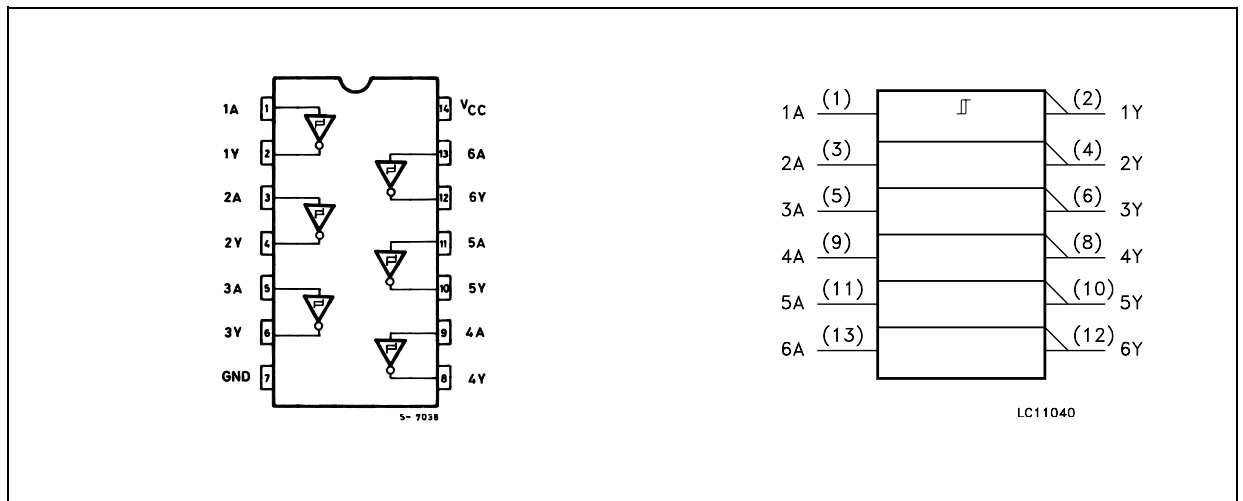 1A 1 14 VCC
1Y 2 13 6A
2A 3 12 6Y
2Y 4 11 5A
3A 5 10 5Y
3Y 6 9 4A
GND 7 8 4Y
5- 7038
1A (1) (2) 1Y
2A (3) (4) 2Y
3A (5) (6) 3Y
4A (9) (8) 4Y
5A (11) (10) 5Y
6A (13) (12) 6Y
LC11040